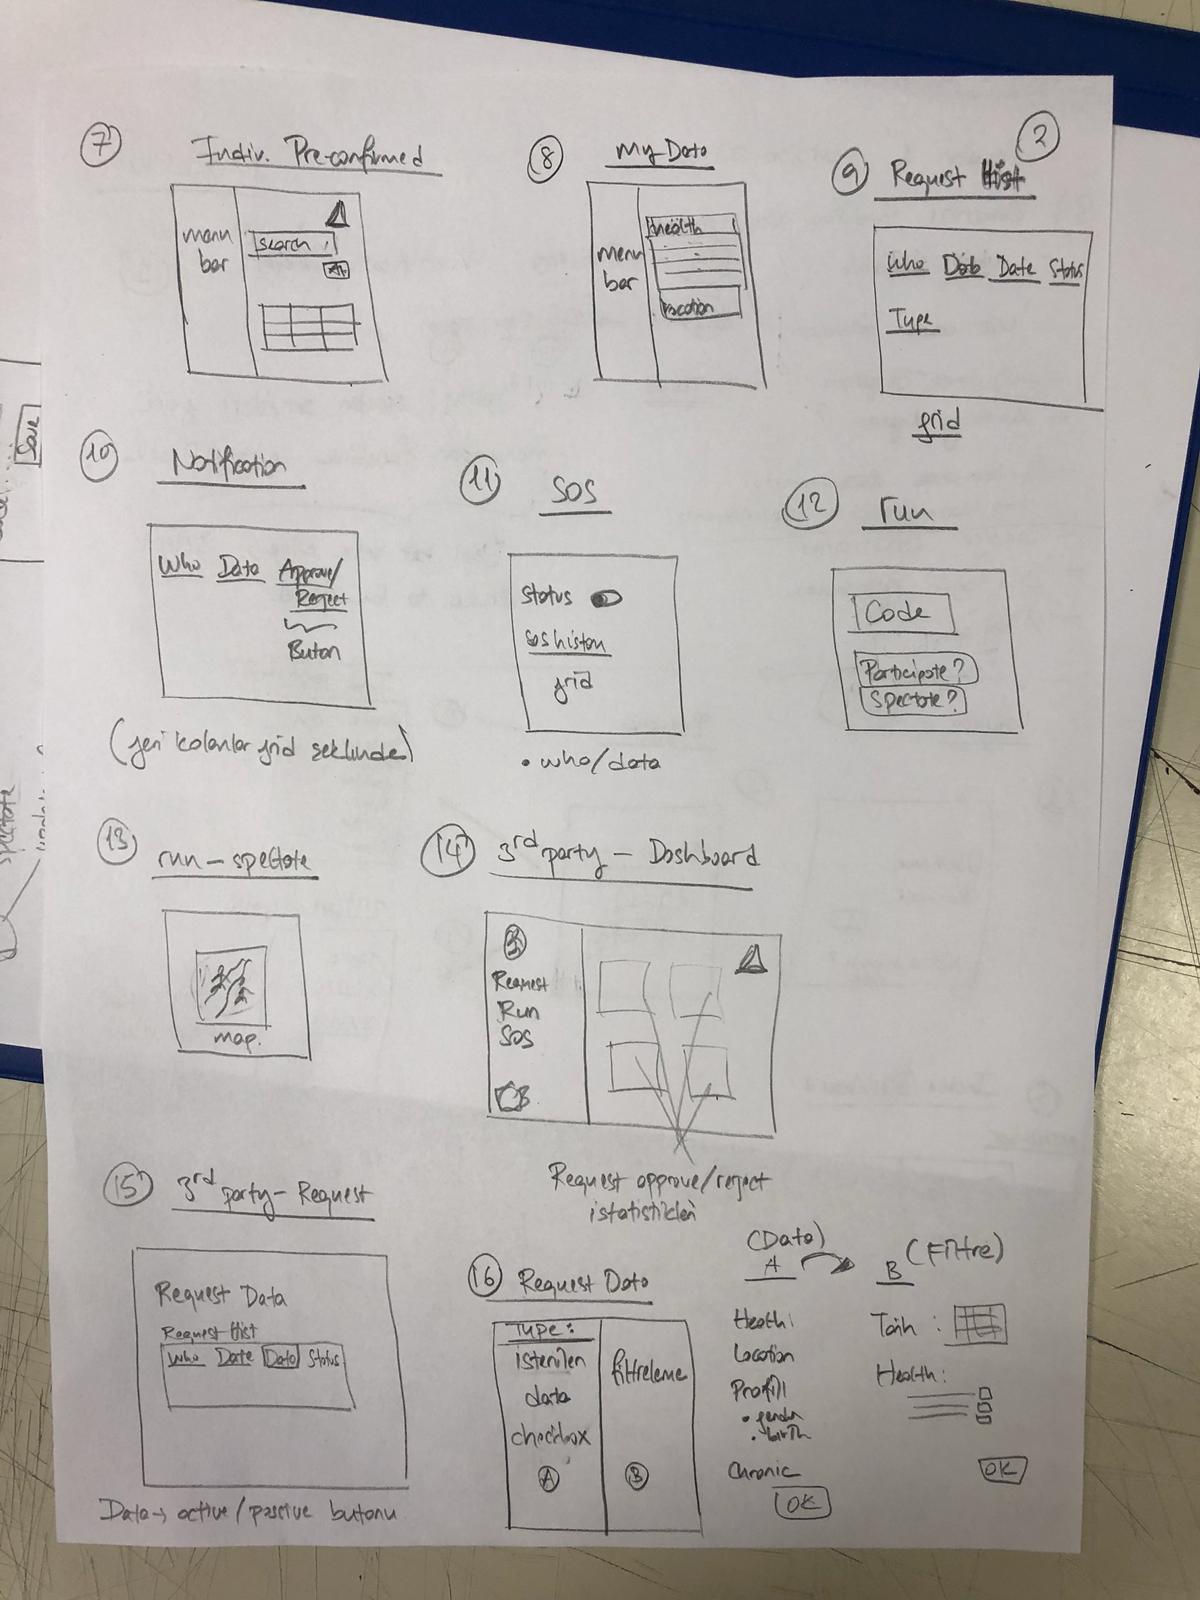 2
7
Indiv. Pre-confirmed
menu
bar
search
8
My Data
menu
bar
health
location
9
Request Hist
Who Data Date Status
Type
grid
10
Notification
Who Data Approve/
Reject
Buton
(yeni kolonlar grid seklinde)
11
SOS
status
sos history
grid
• who/data
12
run
Code
Participate?
Spectate?
13
run - spectate
map.
14
3rd party - Dashboard
Request
Run
SOS
Request approve/reject
istatistikleri
15
3rd party - Request
Request Data
Request Hist
Who Date Data Status
Data → active/passive butonu
16
Request Data
Type:
istenilen
data
checkbox
A
filtreleme
B
(Data)
A
Health:
Location
Profill
• gender
• birth
Chronic
OK
(Filtre)
B
Tarih :
Health:
OK
Save
spectate